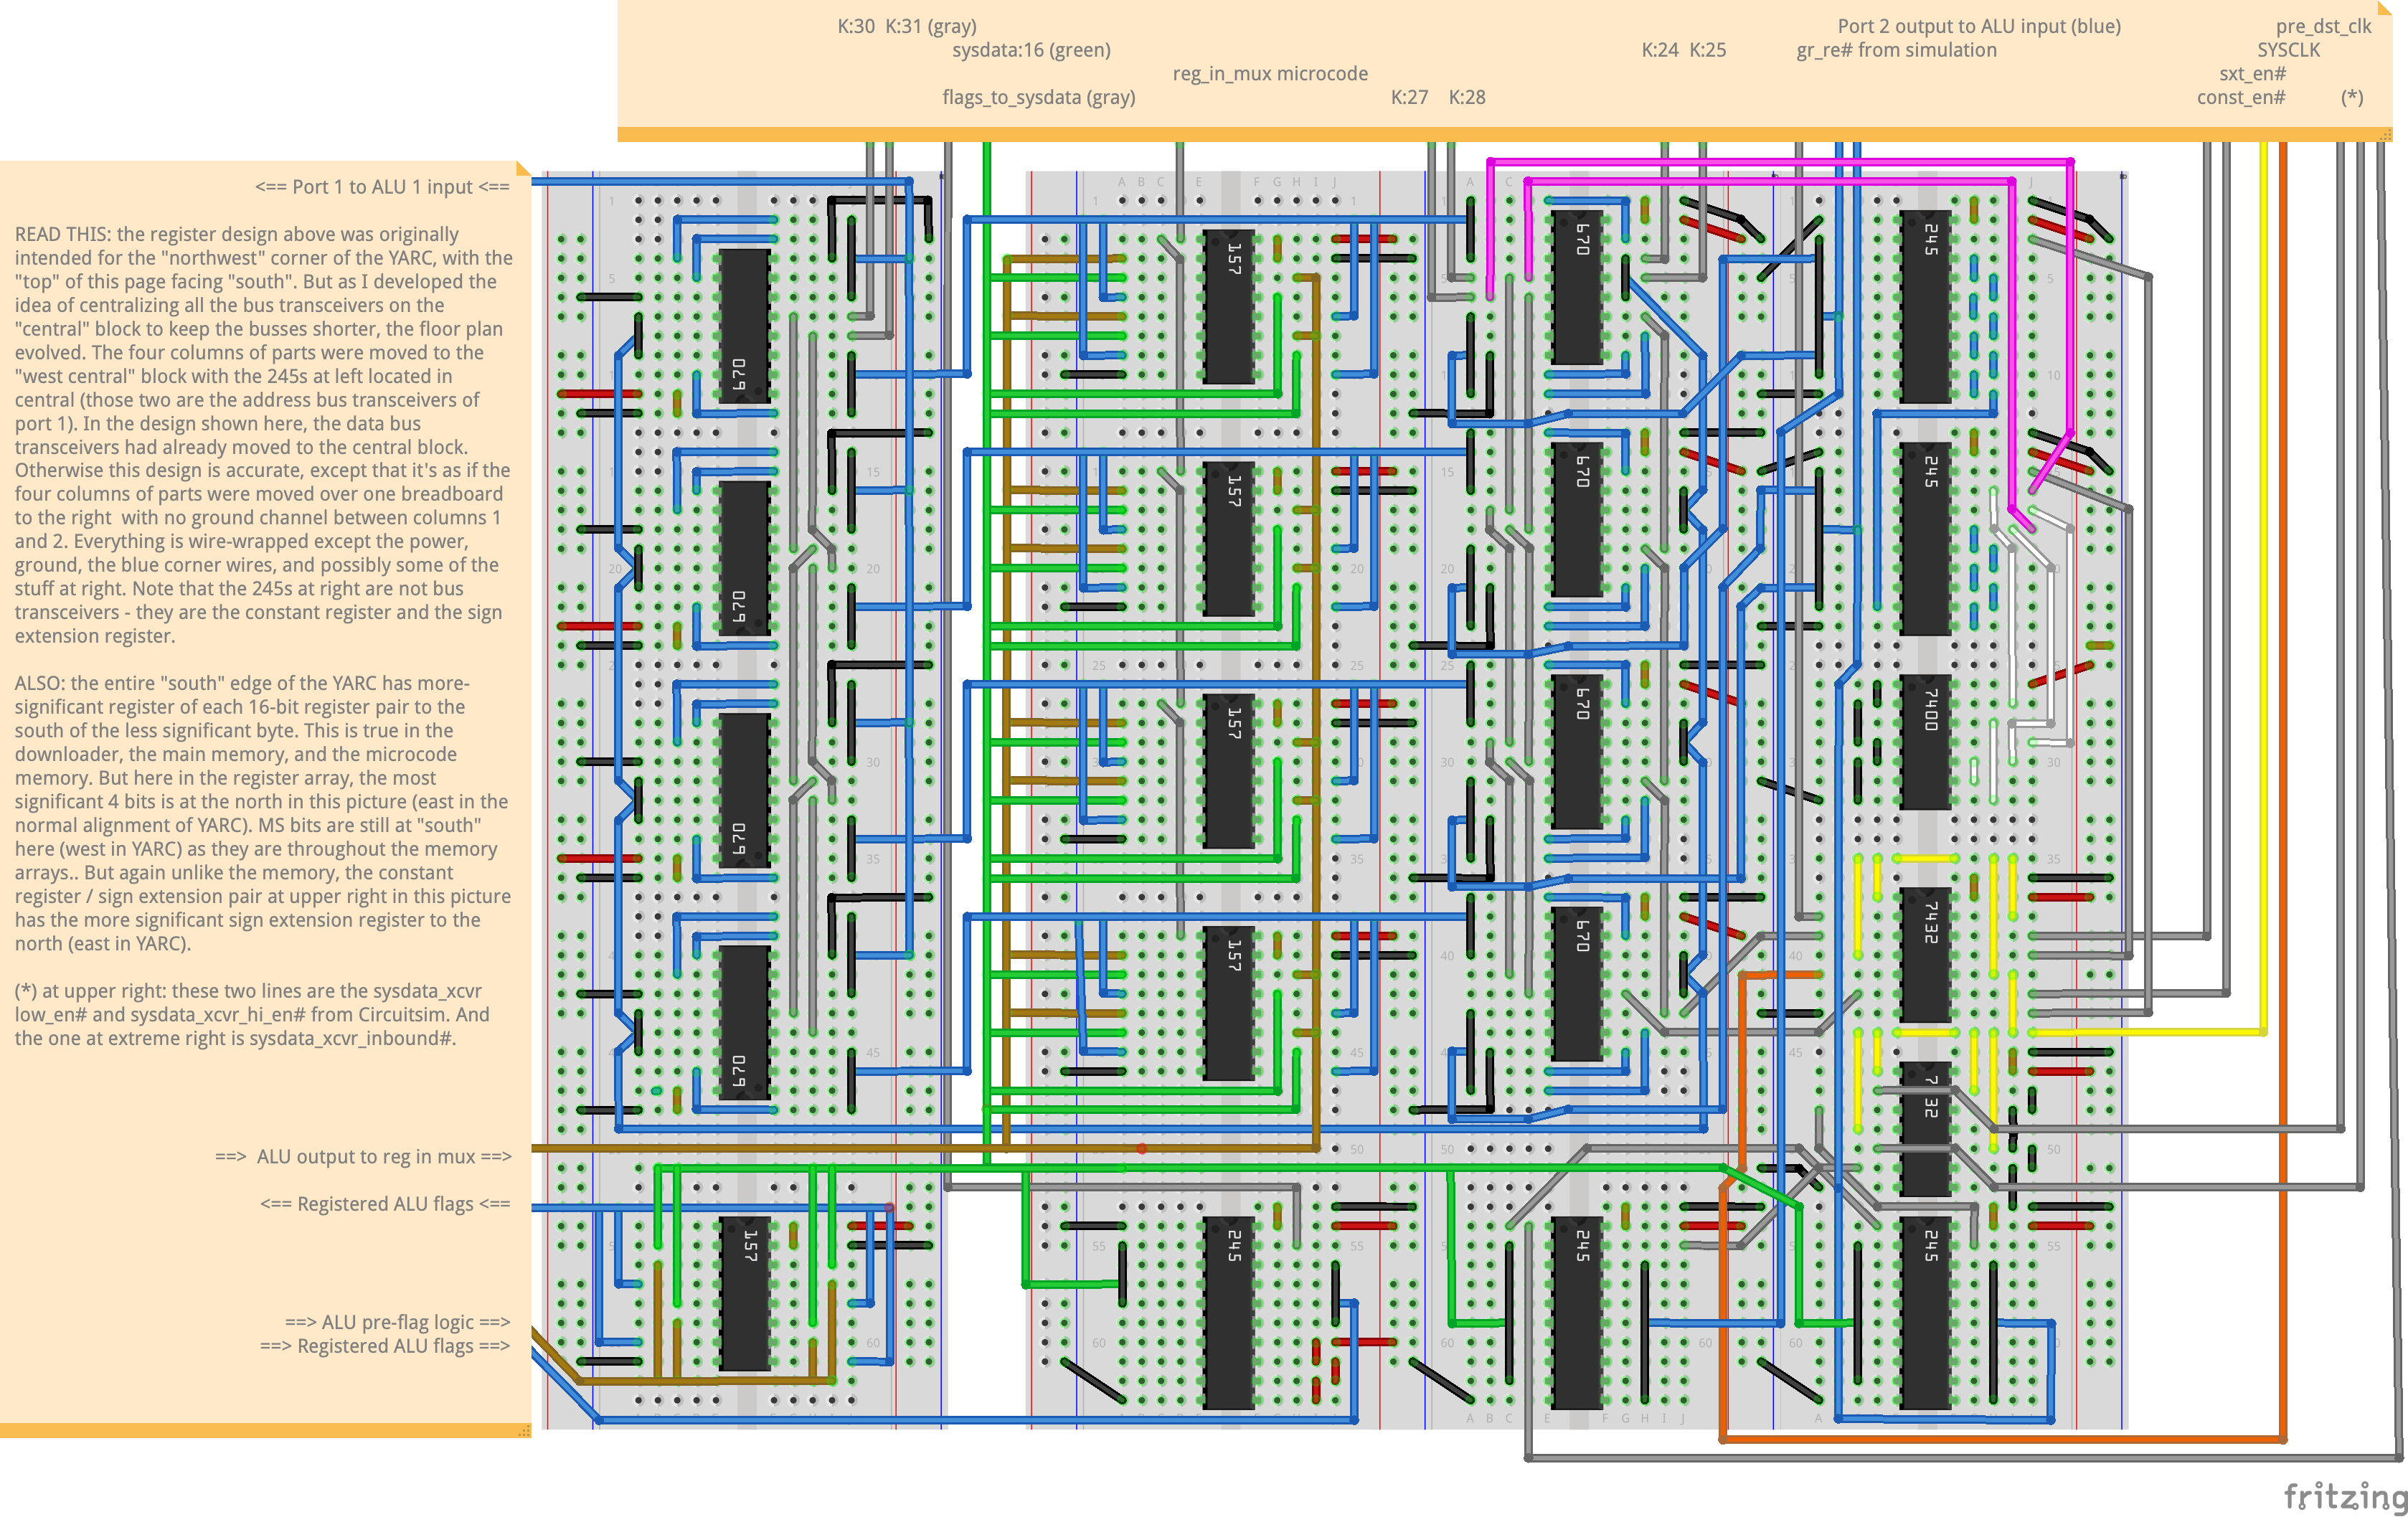 K:30 K:31 (gray)
Port 2 output to ALU input (blue)
pre_dst_clk
sysdata:16 (green)
K:24 K:25
gr_re# from simulation
SYSCLK
reg_in_mux microcode
sxt_en#
flags_to_sysdata (gray)
K:27 K:28
const_en#
(*)
<== Port 1 to ALU 1 input <==
READ THIS: the register design above was originally
intended for the "northwest" corner of the YARC, with the
"top" of this page facing "south". But as I developed the
idea of centralizing all the bus transceivers on the
"central" block to keep the busses shorter, the floor plan
evolved. The four columns of parts were moved to the
"west central" block with the 245s at left located in
central (those two are the address bus transceivers of
port 1). In the design shown here, the data bus
transceivers had already moved to the central block.
Otherwise this design is accurate, except that it's as if the
four columns of parts were moved over one breadboard
to the right with no ground channel between columns 1
and 2. Everything is wire-wrapped except the power,
ground, the blue corner wires, and possibly some of the
stuff at right. Note that the 245s at right are not bus
transceivers - they are the constant register and the sign
extension register.
ALSO: the entire "south" edge of the YARC has more-
significant register of each 16-bit register pair to the
south of the less significant byte. This is true in the
downloader, the main memory, and the microcode
memory. But here in the register array, the most
significant 4 bits is at the north in this picture (east in the
normal alignment of YARC). MS bits are still at "south"
here (west in YARC) as they are throughout the memory
arrays.. But again unlike the memory, the constant
register / sign extension pair at upper right in this picture
has the more significant sign extension register to the
north (east in YARC).
(*) at upper right: these two lines are the sysdata_xcvr
low_en# and sysdata_xcvr_hi_en# from Circuitsim. And
the one at extreme right is sysdata_xcvr_inbound#.
==> ALU output to reg in mux ==>
<== Registered ALU flags <==
==> ALU pre-flag logic ==>
==> Registered ALU flags ==>
670
157
670
245
670
157
670
245
670
157
670
7400
670
157
670
7432
7432
157
245
245
245
fritzing